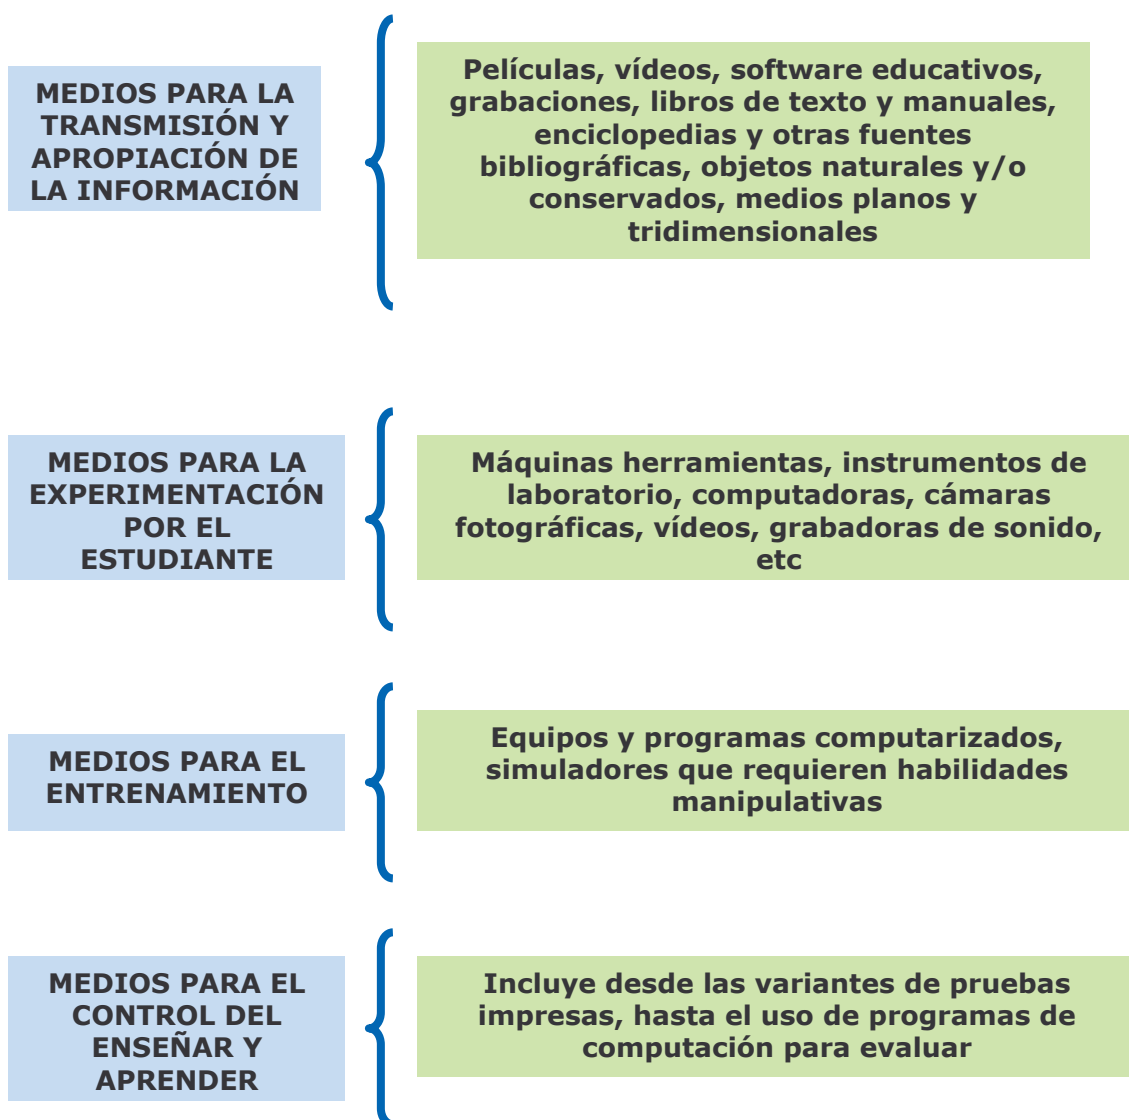 MEDIOS PARA LA
TRANSMISIÓN Y
APROPIACIÓN DE
LA INFORMACIÓN
Películas, vídeos, software educativos,
grabaciones, libros de texto y manuales,
enciclopedias y otras fuentes
bibliográficas, objetos naturales y/o
conservados, medios planos y
tridimensionales
MEDIOS PARA LA
EXPERIMENTACIÓN
POR EL
ESTUDIANTE
Máquinas herramientas, instrumentos de
laboratorio, computadoras, cámaras
fotográficas, vídeos, grabadoras de sonido,
etc
MEDIOS PARA EL
ENTRENAMIENTO
Equipos y programas computarizados,
simuladores que requieren habilidades
manipulativas
MEDIOS PARA EL
CONTROL DEL
ENSEÑAR Y
APRENDER
Incluye desde las variantes de pruebas
impresas, hasta el uso de programas de
computación para evaluar